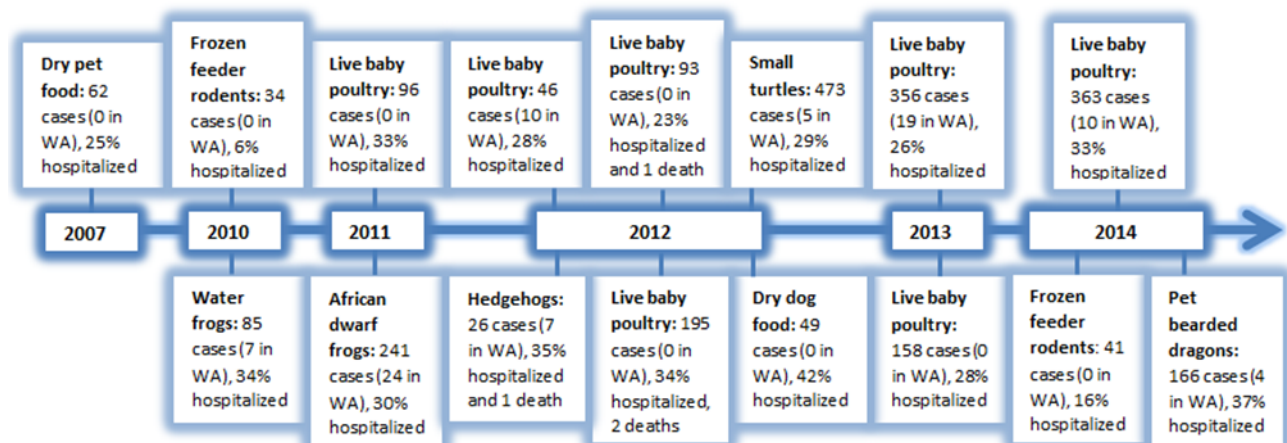 Dry pet
food: 62
cases (0 in
WA), 25%
hospitalized
Frozen
feeder
rodents: 34
cases (0 in
WA), 6%
hospitalized
Live baby
poultry: 96
cases (0 in
WA), 33%
hospitalized
Live baby
poultry: 46
cases (10 in
WA), 28%
hospitalized
Live baby
poultry: 93
cases (0 in
WA), 23%
hospitalized
and 1 death
Small
turtles: 473
cases (5 in
WA), 29%
hospitalized
Live baby
poultry:
356 cases
(19 in WA),
26%
hospitalized
Live baby
poultry:
363 cases
(10 in WA),
33%
hospitalized
2007
2010
2011
2012
2013
2014
Water
frogs: 85
cases (7 in
WA), 34%
hospitalized
African
dwarf
frogs: 241
cases (24 in
WA), 30%
hospitalized
Hedgehogs:
26 cases (7
in WA), 35%
hospitalized
and 1 death
Live baby
poultry: 195
cases (0 in
WA), 34%
hospitalized,
2 deaths
Dry dog
food: 49
cases (0 in
WA), 42%
hospitalized
Live baby
poultry:
158 cases (0
in WA), 28%
hospitalized
Frozen
feeder
rodents: 41
cases (0 in
WA), 16%
hospitalized
Pet
bearded
dragons:
166 cases (4
in WA), 37%
hospitalized